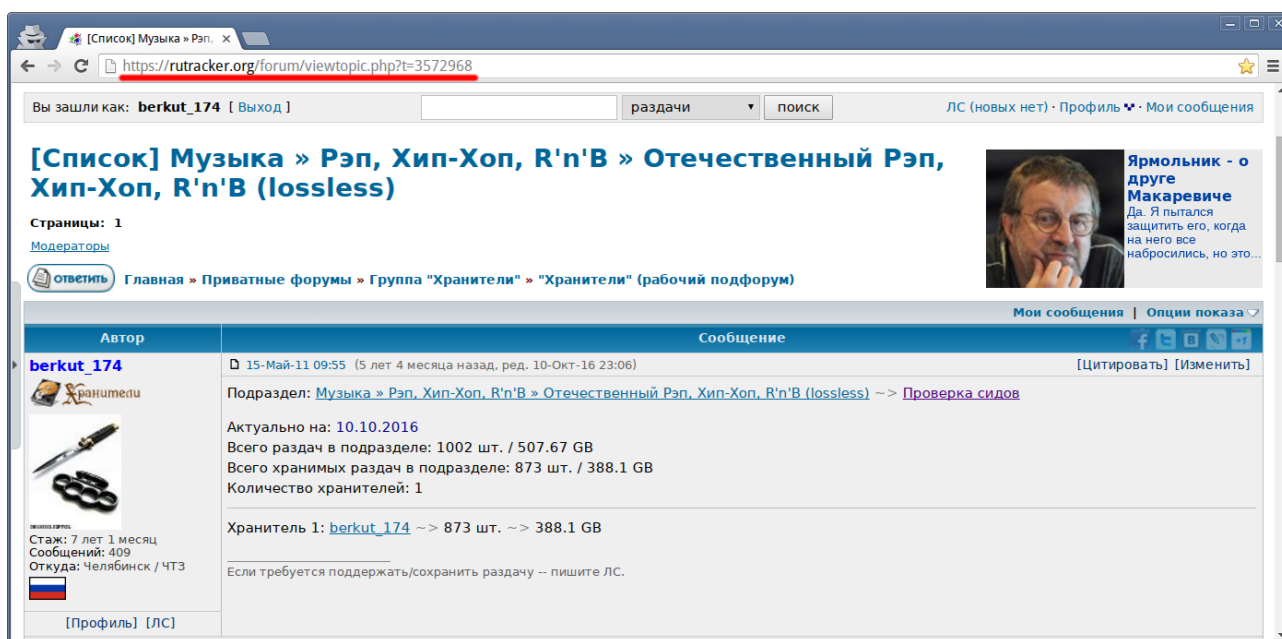 [Список] Музыка » Рэп,
https://rutracker.org/forum/viewtopic.php?t=3572968
Вы зашли как: berkut_174 [ Выход ]
раздачи
поиск
ЛС (новых нет) · Профиль · Мои сообщения
[Список] Музыка » Рэп, Хип-Хоп, R'n'B » Отечественный Рэп,
Хип-Хоп, R'n'B (lossless)
Ярмольник - о
друге
Макаревиче
Да. Я пытался
защитить его, когда
на него все
набросились, но это...
Страницы: 1
Модераторы
ответить
Главная » Приватные форумы » Группа "Хранители" » "Хранители" (рабочий подфорум)
Мои сообщения | Опции показа
Автор
Сообщение
berkut_174
Хранители
15-Май-11 09:55 (5 лет 4 месяца назад, ред. 10-Окт-16 23:06)
[Цитировать] [Изменить]
Подраздел: Музыка » Рэп, Хип-Хоп, R'n'B » Отечественный Рэп, Хип-Хоп, R'n'B (lossless) ~> Проверка сидов
Актуально на: 10.10.2016
Всего раздач в подразделе: 1002 шт. / 507.67 GB
Всего хранимых раздач в подразделе: 873 шт. / 388.1 GB
Количество хранителей: 1
Хранитель 1: berkut_174 ~> 873 шт. ~> 388.1 GB
Если требуется поддержать/сохранить раздачу -- пишите ЛС.
Стаж: 7 лет 1 месяц
Сообщений: 409
Откуда: Челябинск / ЧТЗ
[Профиль] [ЛС]